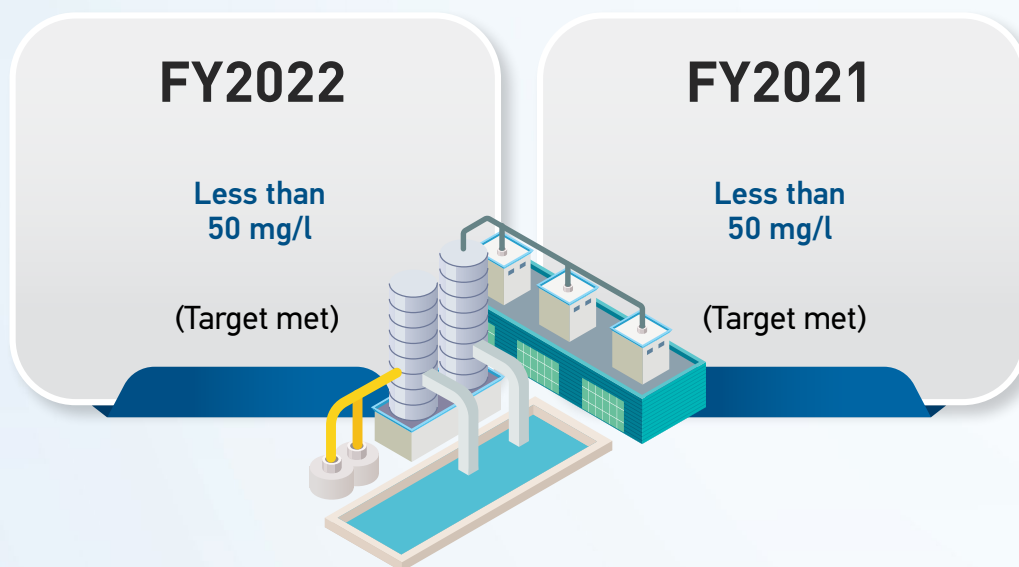 FY2022
Less than
50 mg/l
(Target met)
FY2021
Less than
50 mg/l
(Target met)